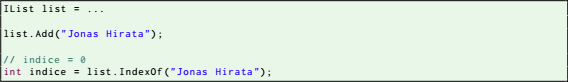 IList list = ...
list.Add("Jonas Hirata");
// indice = 0
int indice = list.IndexOf("Jonas Hirata");